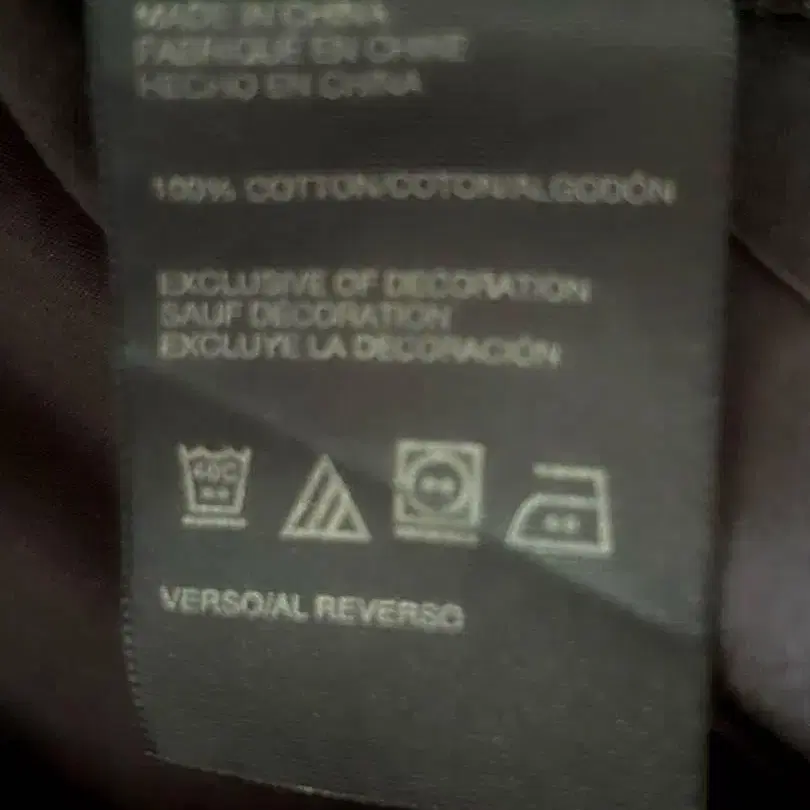 MADE IN CHINA
FABRIQUÉ EN CHINE
HECHO EN CHINA
100% COTTON/COTON/ALGODÓN
EXCLUSIVE OF DECORATION
SAUF DÉCORATION
EXCLUYE LA DECORACIÓN
40C
VERSO/AL REVERSO